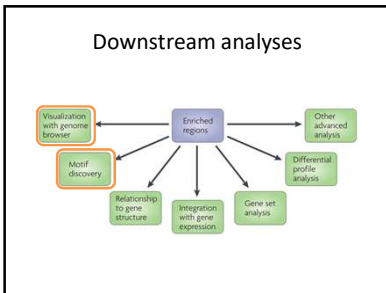 Downstream analyses
Visualization
with genome
browser
Enriched
regions
Other
advanced
analysis
Motif
discovery
Differential
profile
analysis
Relationship
to gene
structure
Integration
with gene
expression
Gene set
analysis